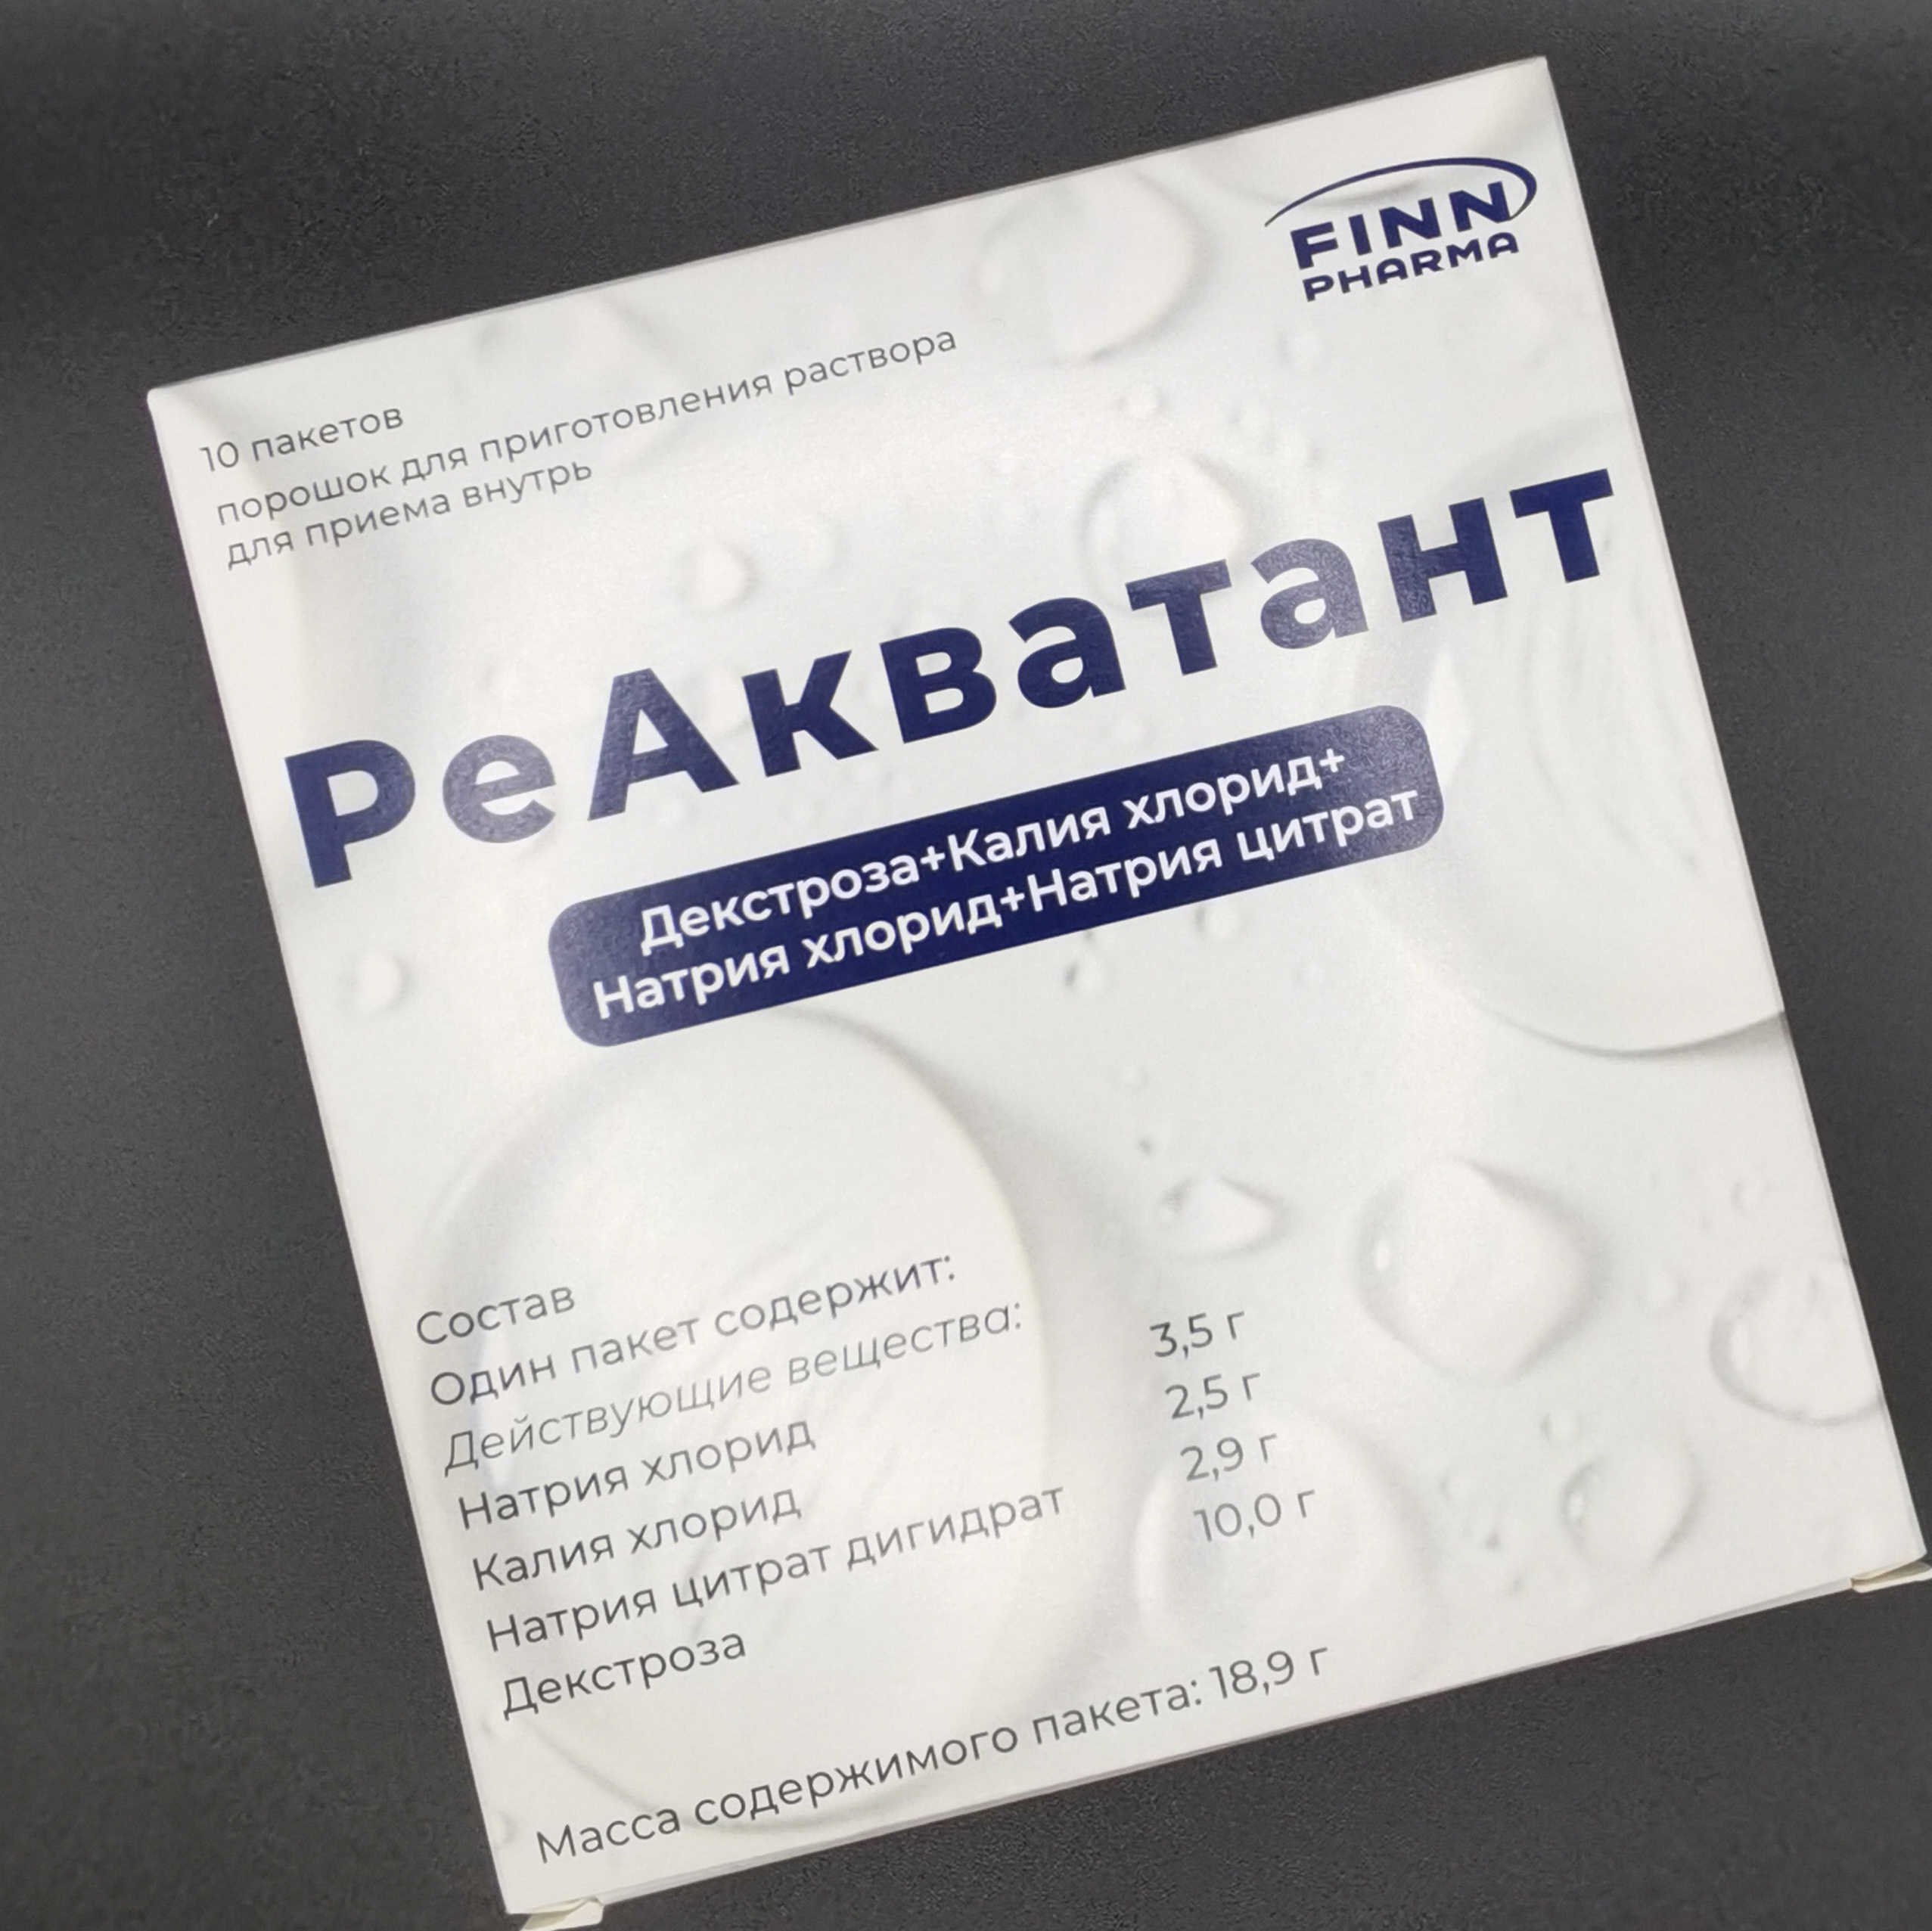 FINN
PHARMA
10 пакетов
порошок для приготовления раствора
для приема внутрь
РеАкватант
Декстроза+Калия хлорид+
Натрия хлорид+Натрия цитрат
Состав
Один пакет содержит:
Действующие вещества:
Натрия хлорид 3,5 г
Калия хлорид 2,5 г
Натрия цитрат дигидрат 2,9 г
Декстроза 10,0 г
Масса содержимого пакета: 18,9 г